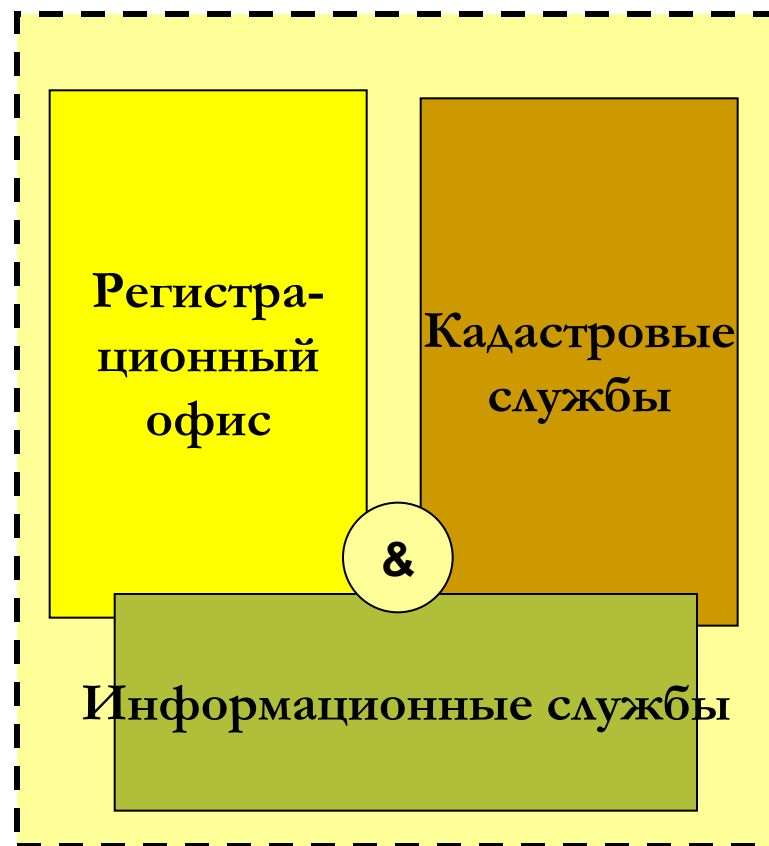 Регистра-
ционный
офис
Кадастровые
службы
&
Информационные службы